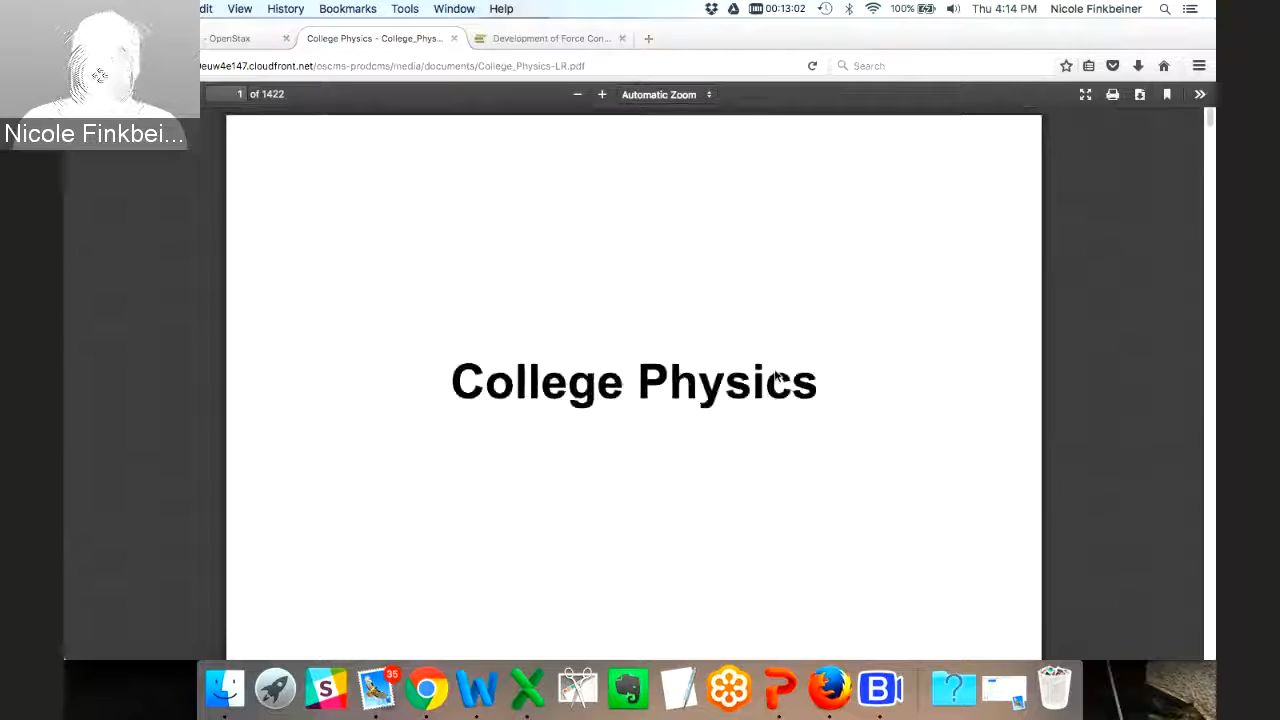 dit View History Bookmarks Tools Window Help 00:13:02 100% Thu 4:14 PM Nicole Finkbeiner
- OpenStax College Physics - College_Phys... Development of Force Con...
euw4e147.cloudfront.net/oscms-prodcms/media/documents/College_Physics-LR.pdf Search
1 of 1422 Automatic Zoom
Nicole Finkbei...
College Physics
35